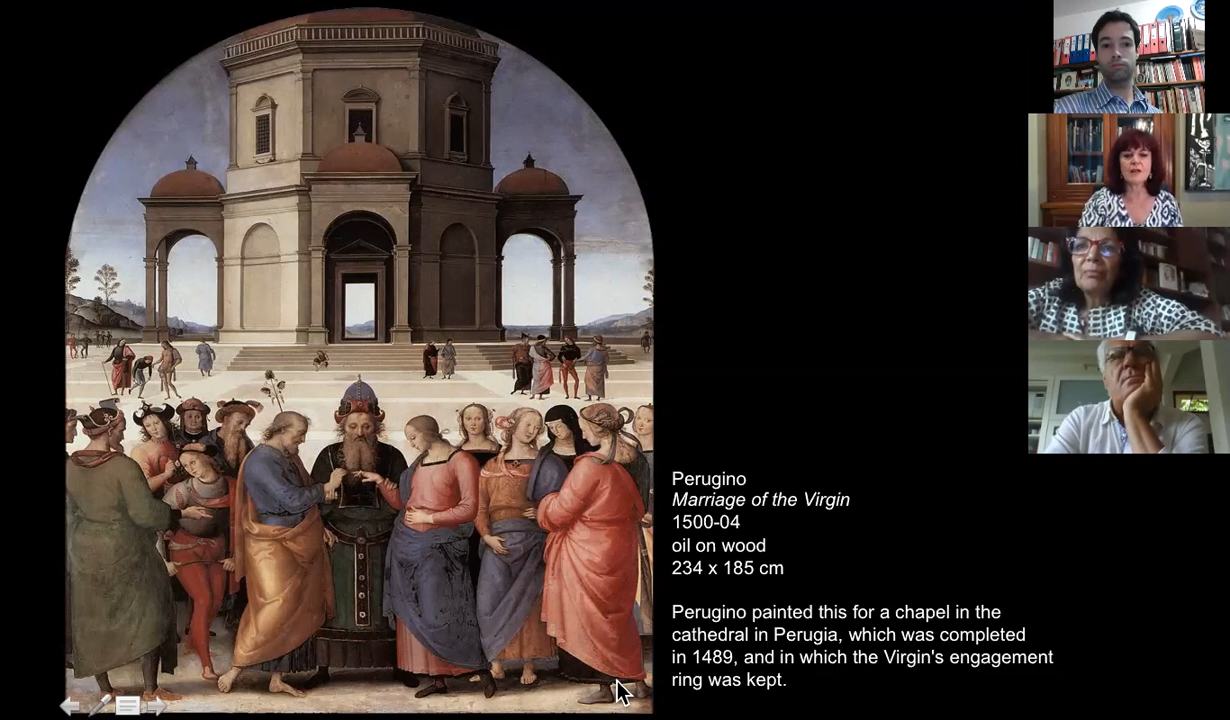 Perugino
Marriage of the Virgin
1500-04
oil on wood
234 x 185 cm
Perugino painted this for a chapel in the
cathedral in Perugia, which was completed
in 1489, and in which the Virgin's engagement
ring was kept.